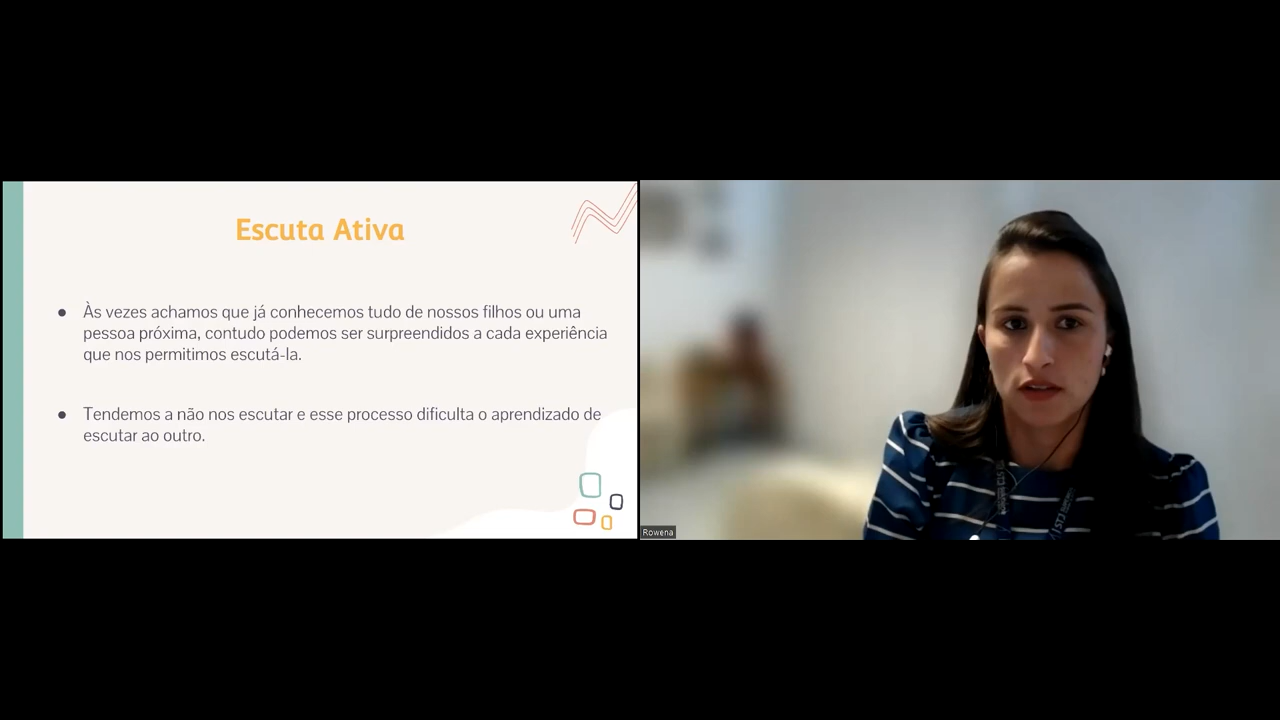 Escuta Ativa
● Às vezes achamos que já conhecemos tudo de nossos filhos ou uma
pessoa próxima, contudo podemos ser surpreendidos a cada experiência
que nos permitimos escutá-la.
● Tendemos a não nos escutar e esse processo dificulta o aprendizado de
escutar ao outro.
Rowena